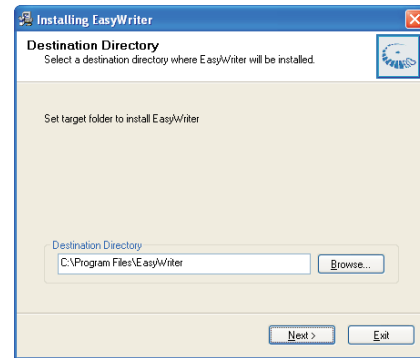 Installing EasyWriter
Destination Directory
Select a destination directory where EasyWriter will be installed.
Set target folder to install EasyWriter
Destination Directory
C:\Program Files\EasyWriter
Browse...
Next >
Exit